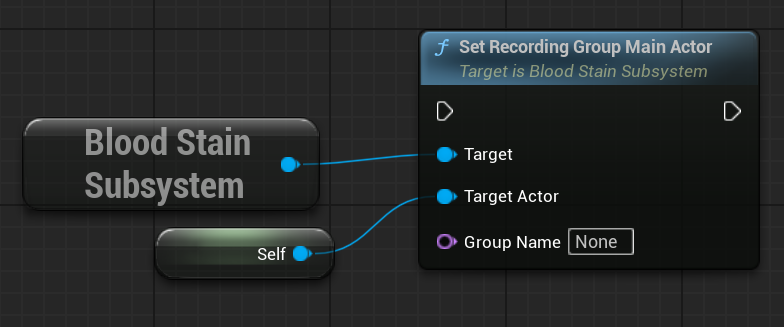 Set Recording Group Main Actor
Target is Blood Stain Subsystem
Blood Stain
Subsystem
Target
Target Actor
Self
Group Name None